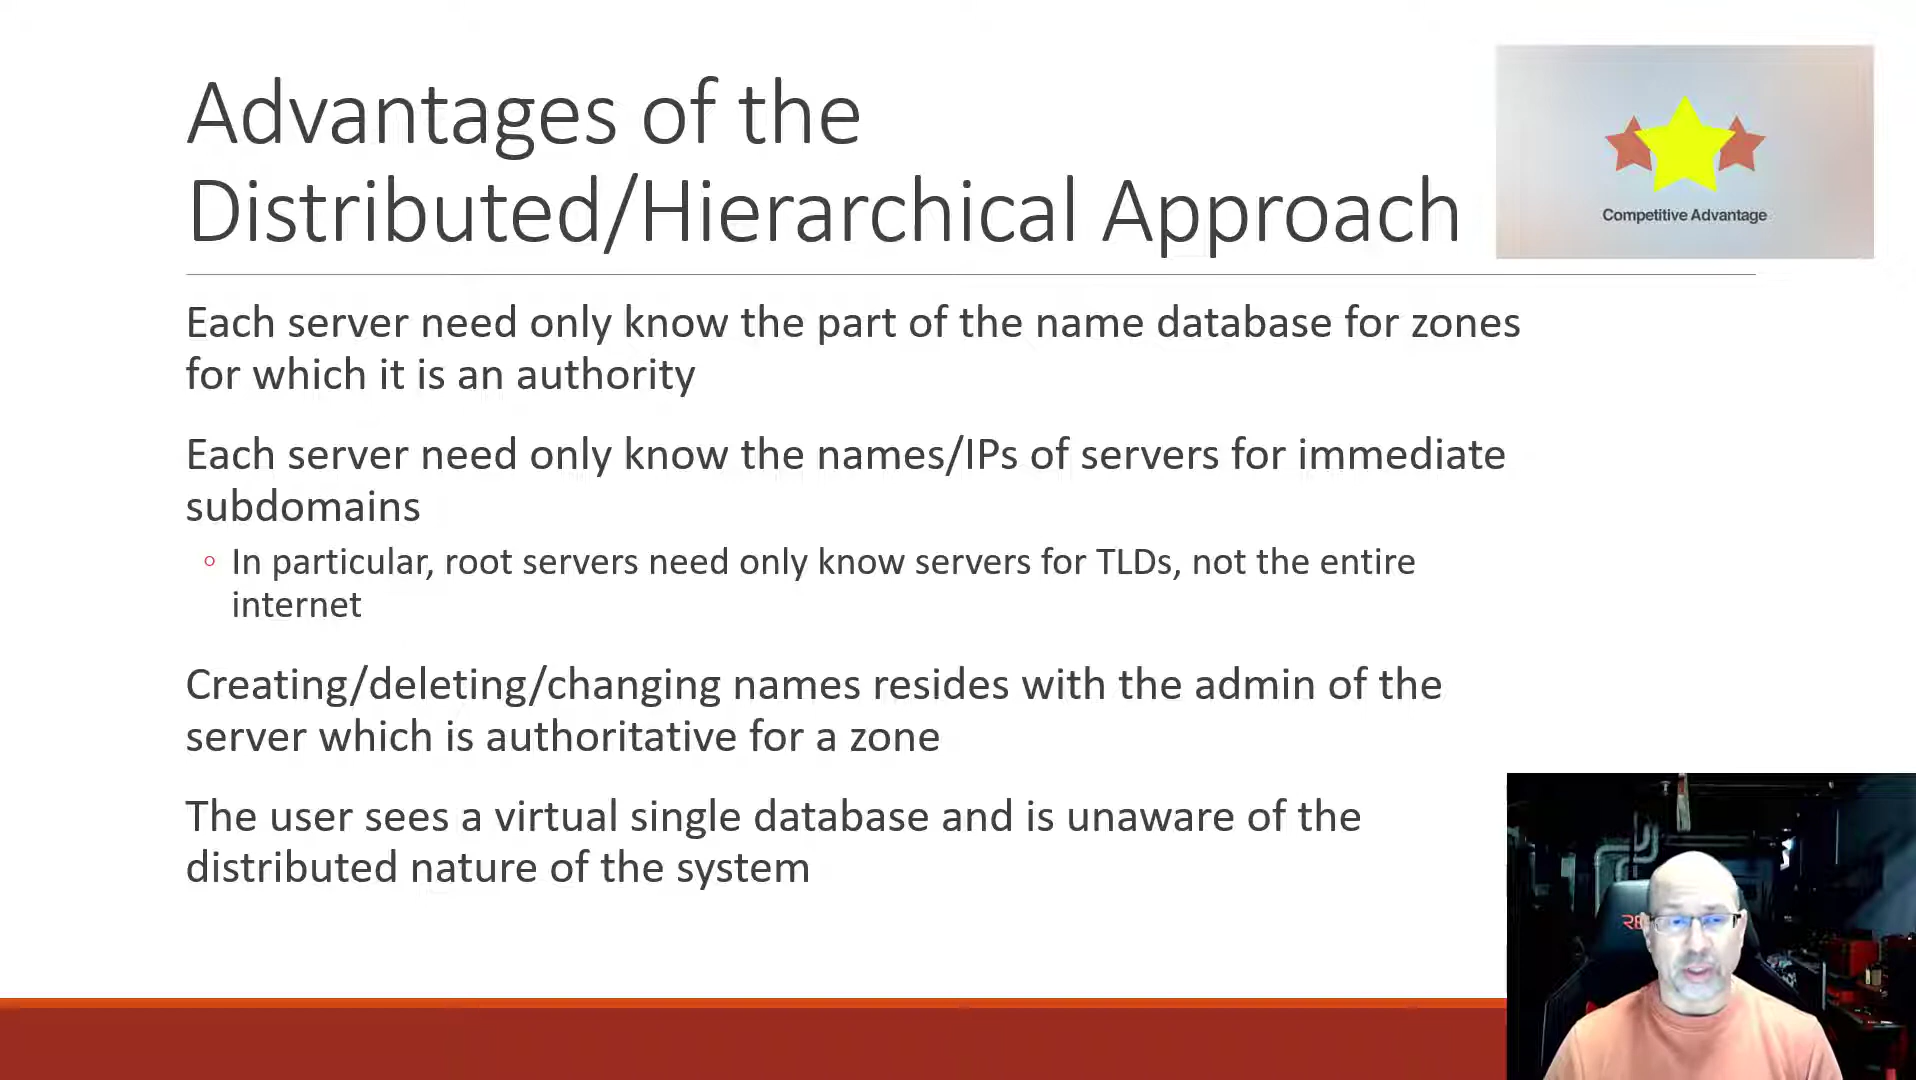 Advantages of the
Distributed/Hierarchical Approach
Competitive Advantage
Each server need only know the part of the name database for zones
for which it is an authority
Each server need only know the names/IPs of servers for immediate
subdomains
◦ In particular, root servers need only know servers for TLDs, not the entire
internet
Creating/deleting/changing names resides with the admin of the
server which is authoritative for a zone
The user sees a virtual single database and is unaware of the
distributed nature of the system